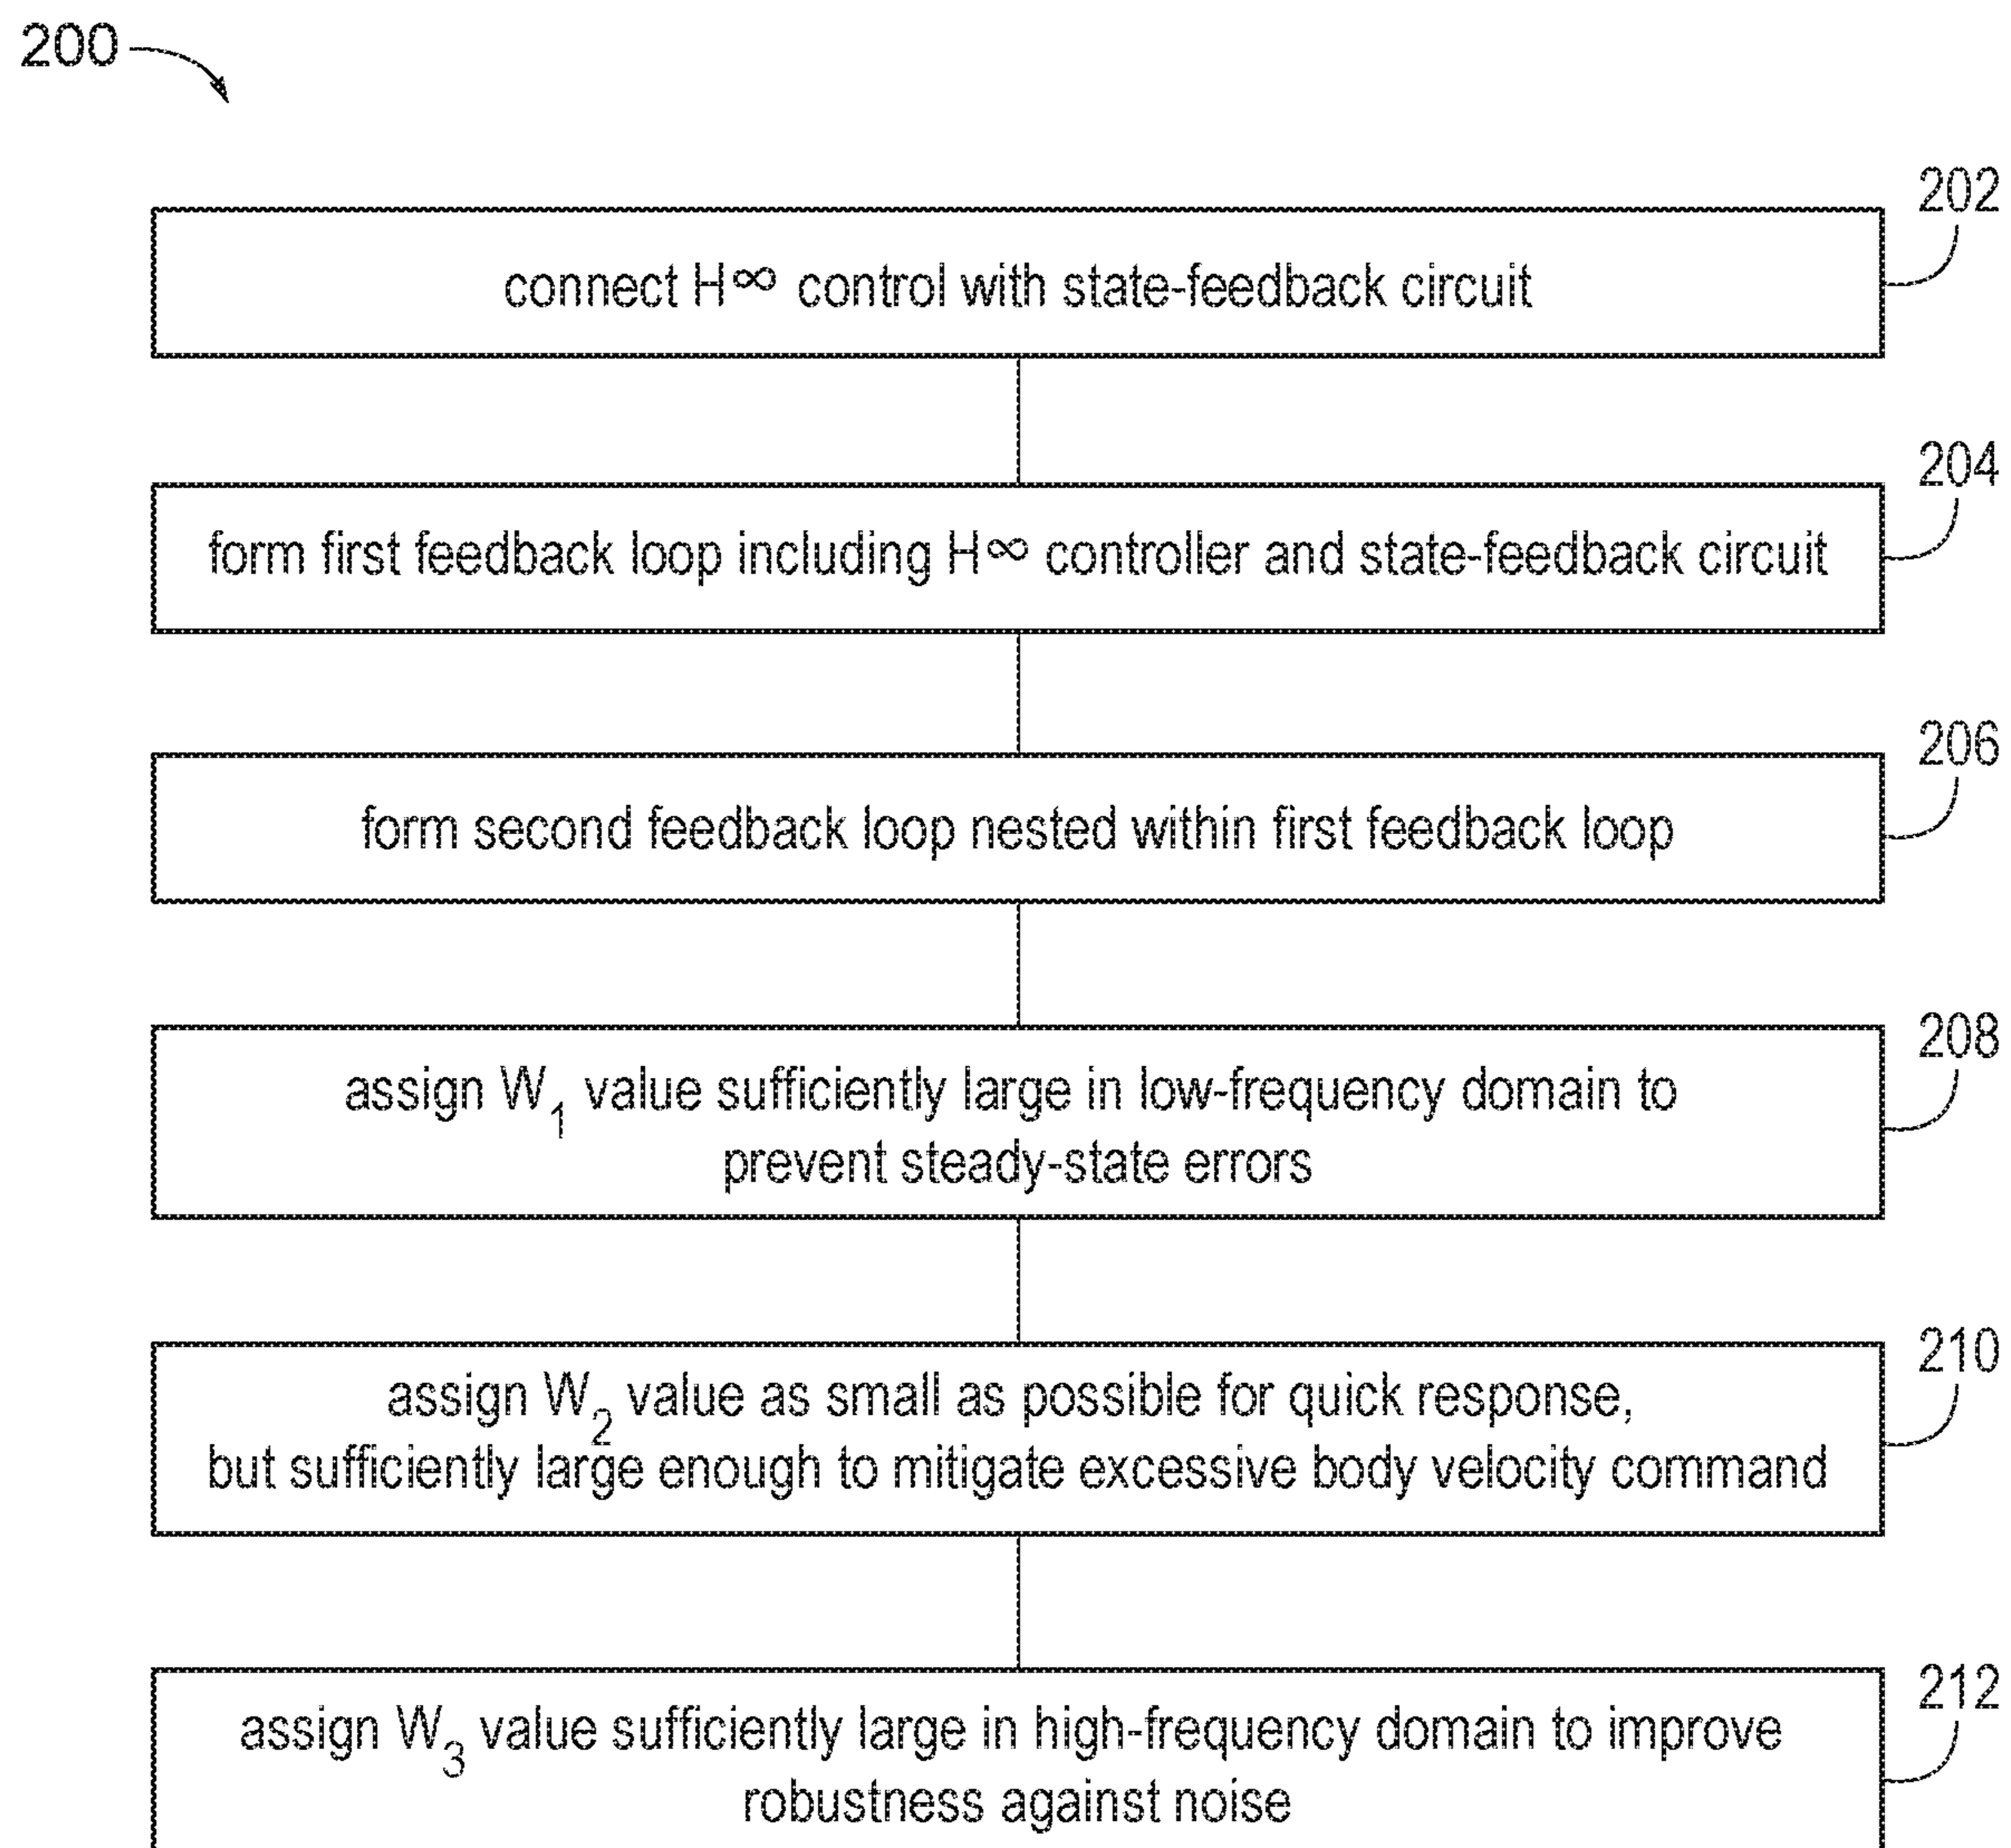 200
202
connect H∞ control with state-feedback circuit
204
form first feedback loop including H∞ controller and state-feedback circuit
206
form second feedback loop nested within first feedback loop
208
assign W₁ value sufficiently large in low-frequency domain to
prevent steady-state errors
210
assign W₂ value as small as possible for quick response,
but sufficiently large enough to mitigate excessive body velocity command
212
assign W₃ value sufficiently large in high-frequency domain to improve
robustness against noise